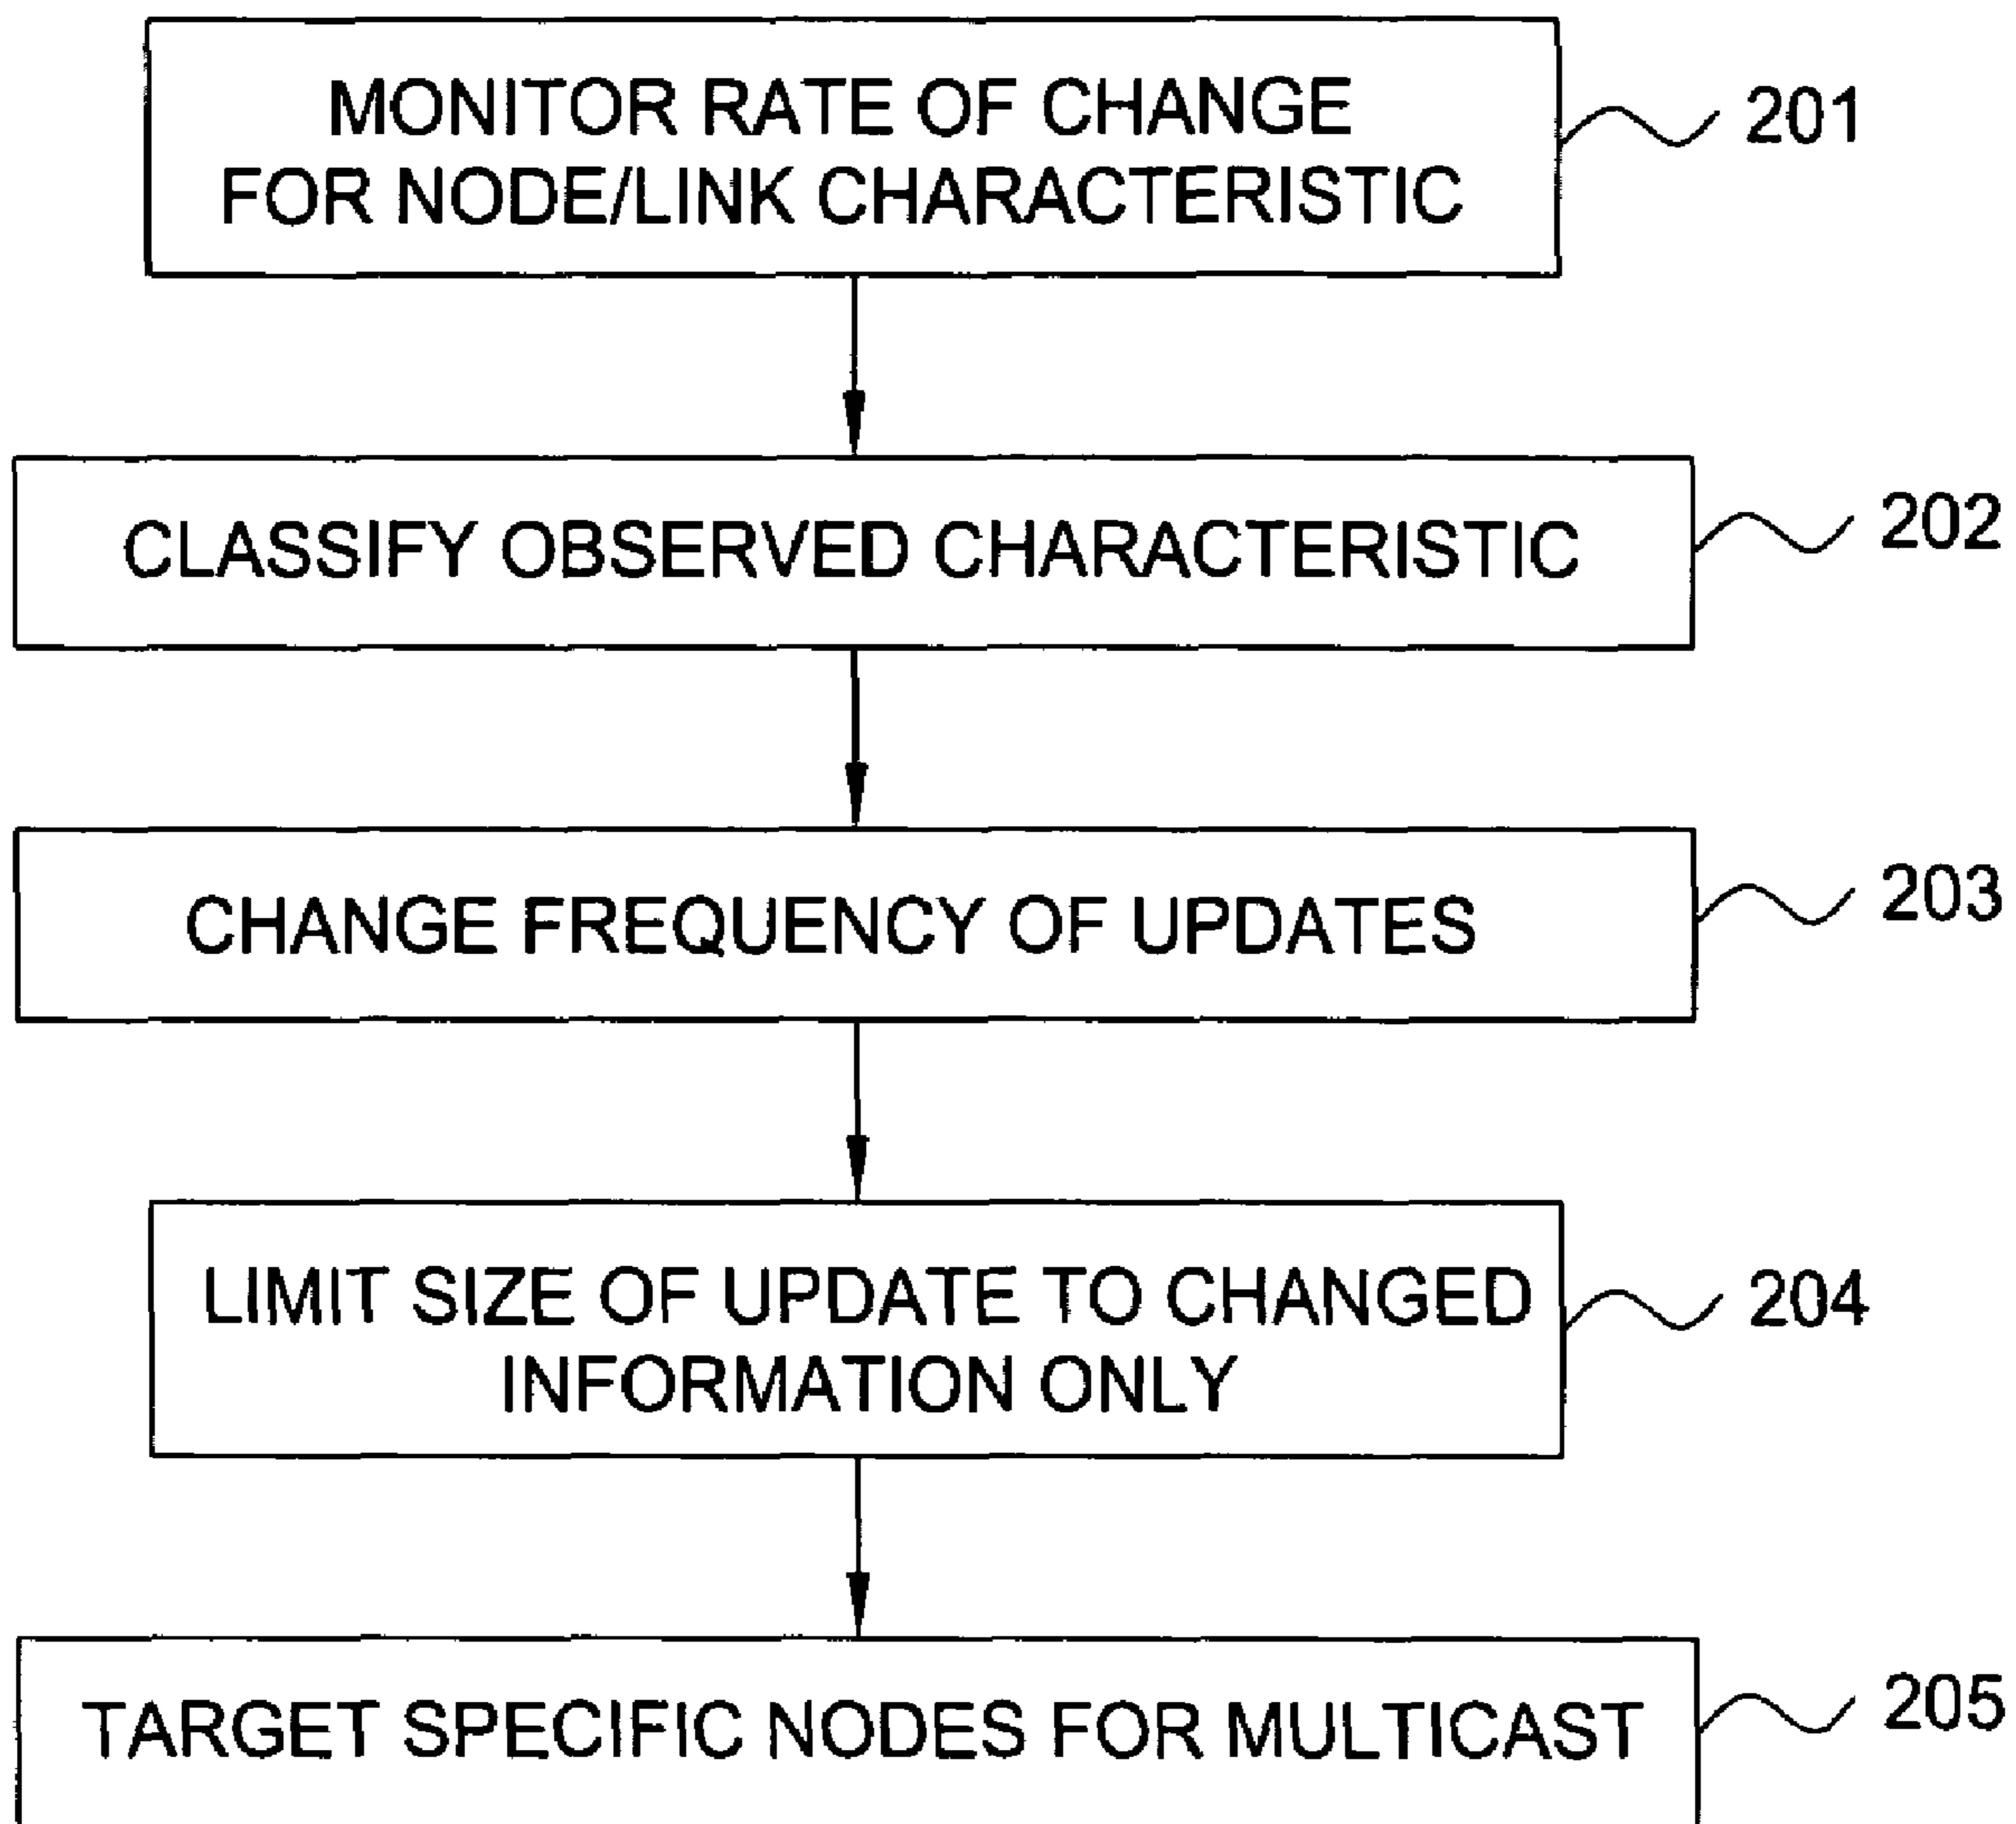 MONITOR RATE OF CHANGE
FOR NODE/LINK CHARACTERISTIC
201
CLASSIFY OBSERVED CHARACTERISTIC
202
CHANGE FREQUENCY OF UPDATES
203
LIMIT SIZE OF UPDATE TO CHANGED
INFORMATION ONLY
204
TARGET SPECIFIC NODES FOR MULTICAST
205